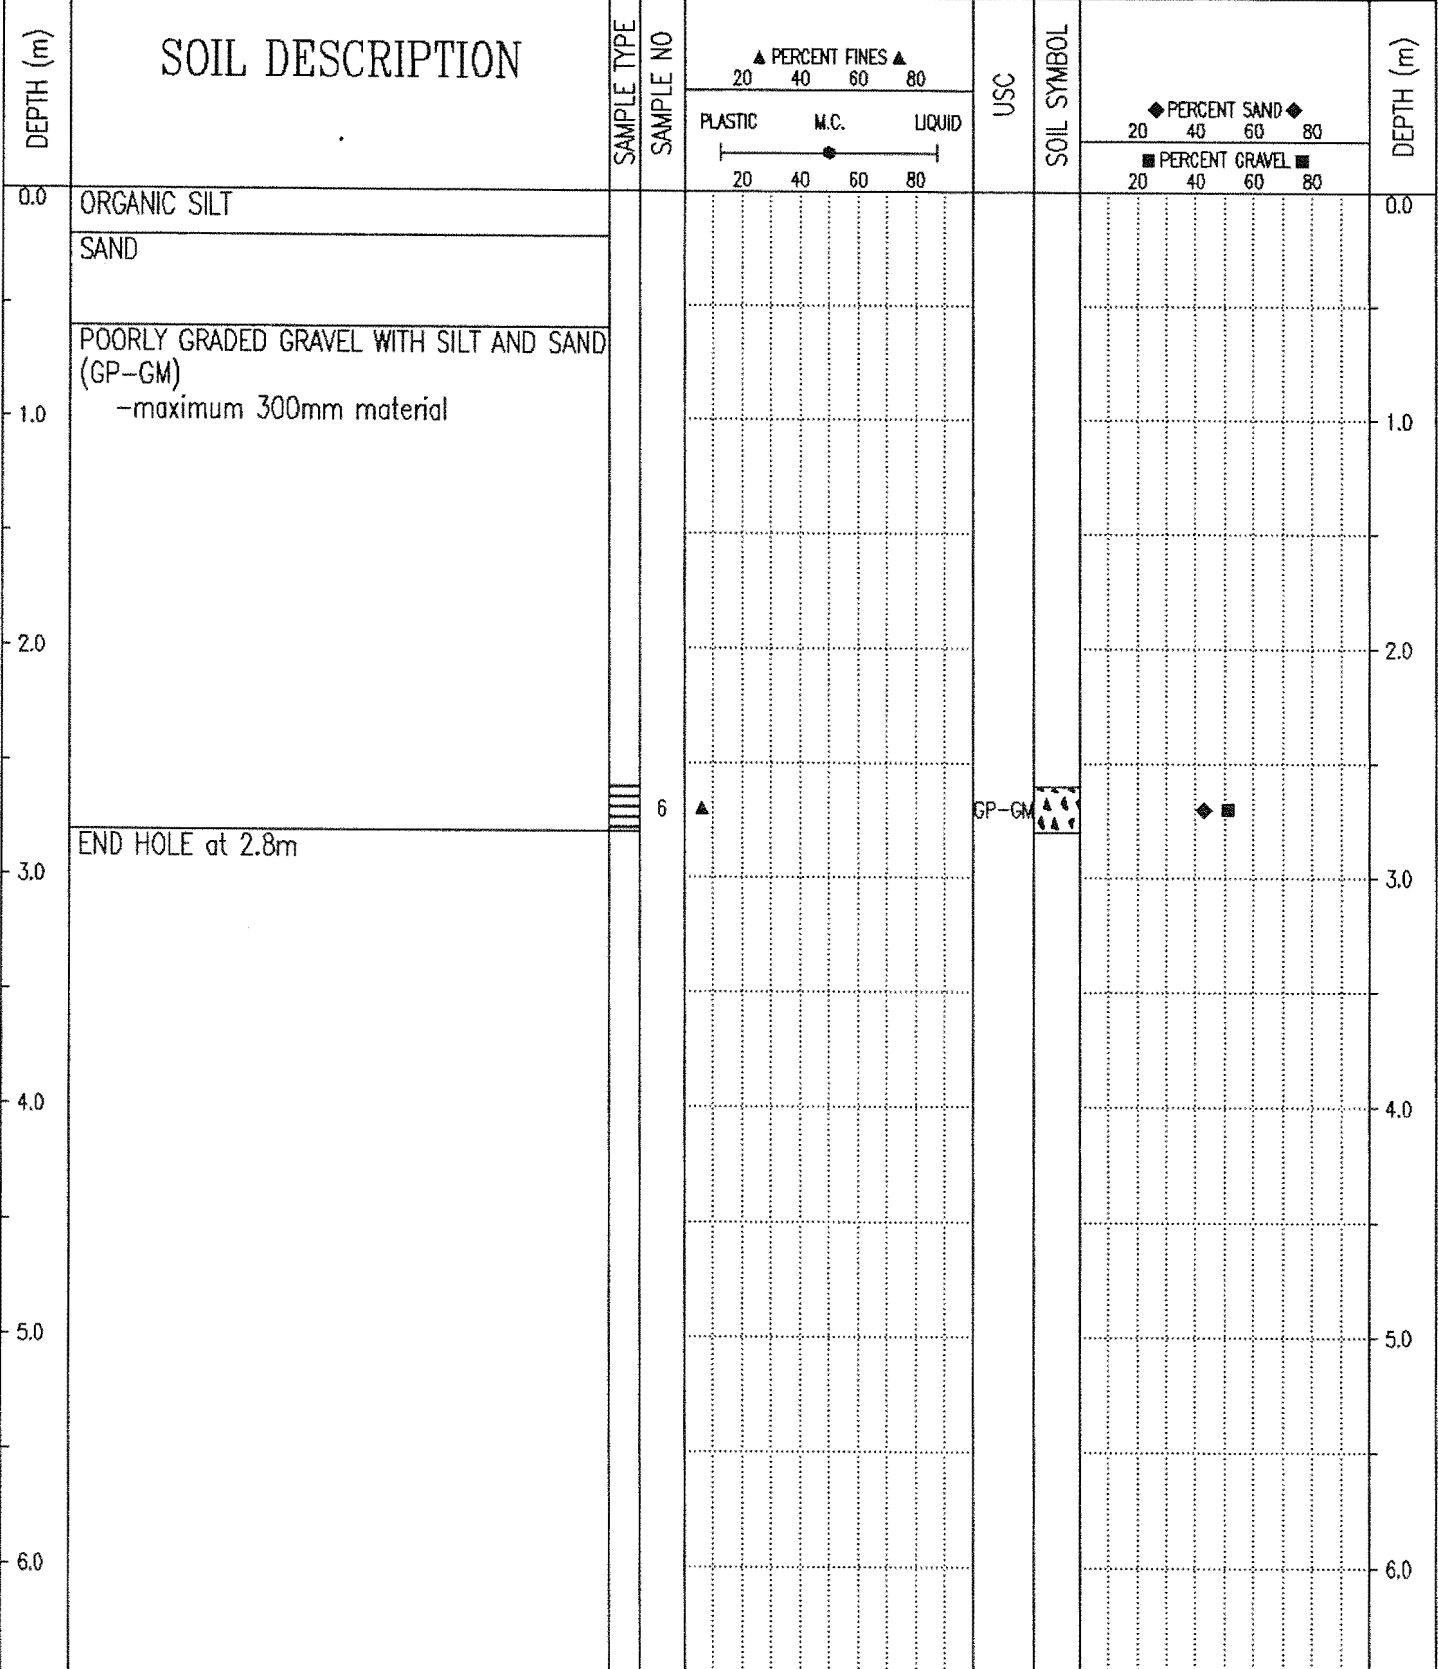 DEPTH (m)
SOIL DESCRIPTION
SAMPLE TYPE
SAMPLE NO
▲ PERCENT FINES ▲
20 40 60 80
PLASTIC M.C. LIQUID
20 40 60 80
USC
SOIL SYMBOL
◆ PERCENT SAND ◆
20 40 60 80
■ PERCENT GRAVEL ■
20 40 60 80
DEPTH (m)
0.0 ORGANIC SILT 0.0
SAND
POORLY GRADED GRAVEL WITH SILT AND SAND
(GP-GM)
1.0 -maximum 300mm material 1.0
2.0 2.0
6 GP-GM
END HOLE at 2.8m
3.0 3.0
4.0 4.0
5.0 5.0
6.0 6.0